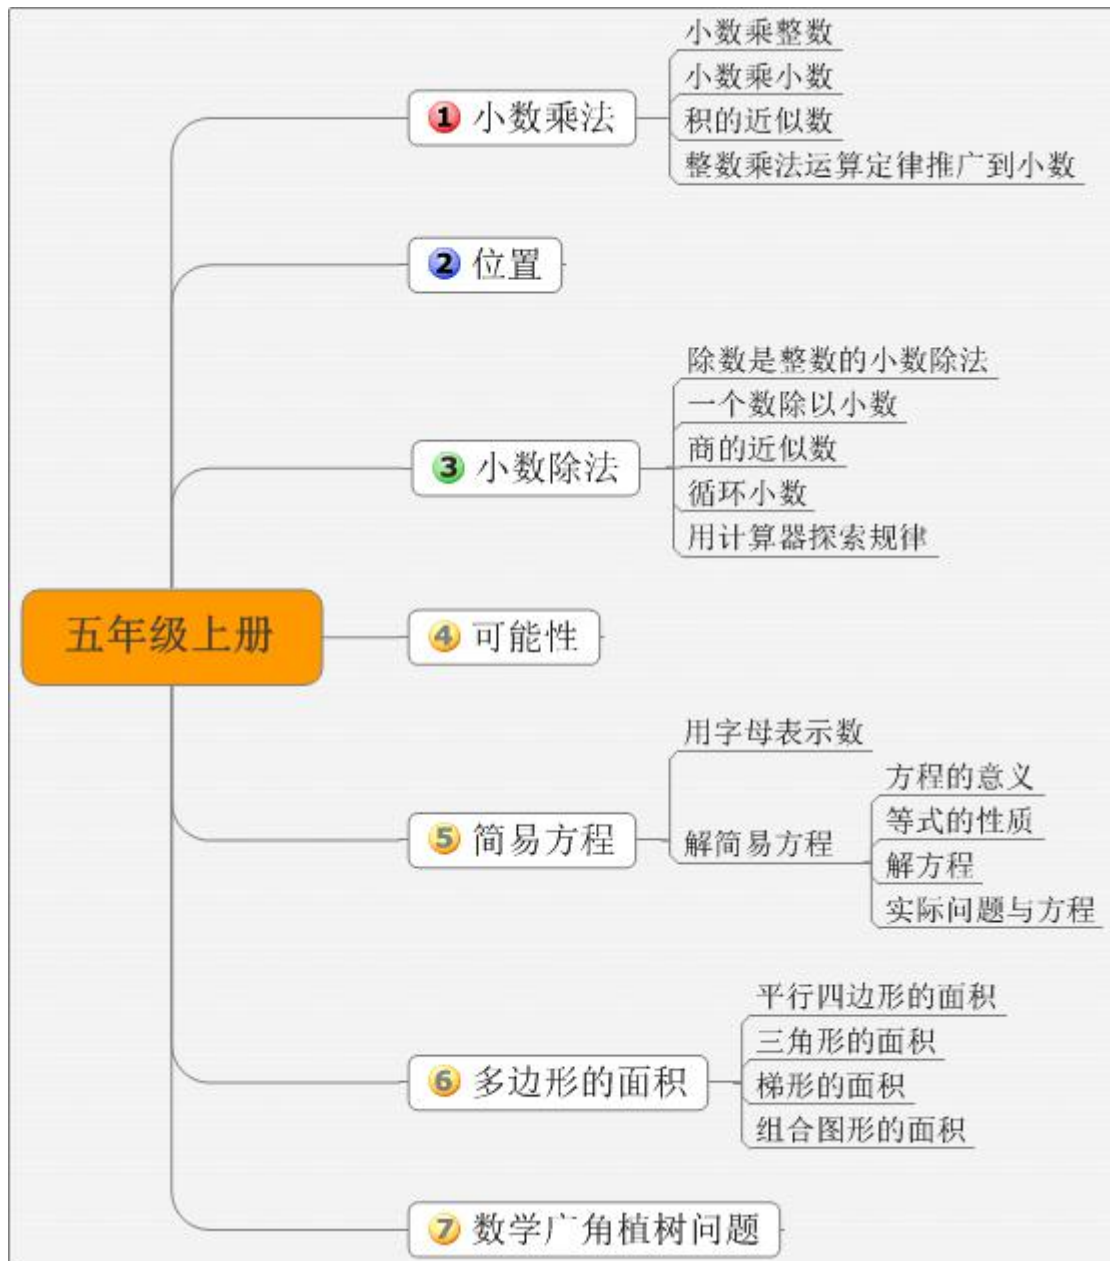 五年级上册
1 小数乘法
小数乘整数
小数乘小数
积的近似数
整数乘法运算定律推广到小数
2 位置
3 小数除法
除数是整数的小数除法
一个数除以小数
商的近似数
循环小数
用计算器探索规律
4 可能性
5 简易方程
用字母表示数
解简易方程
方程的意义
等式的性质
解方程
实际问题与方程
6 多边形的面积
平行四边形的面积
三角形的面积
梯形的面积
组合图形的面积
7 数学广角植树问题